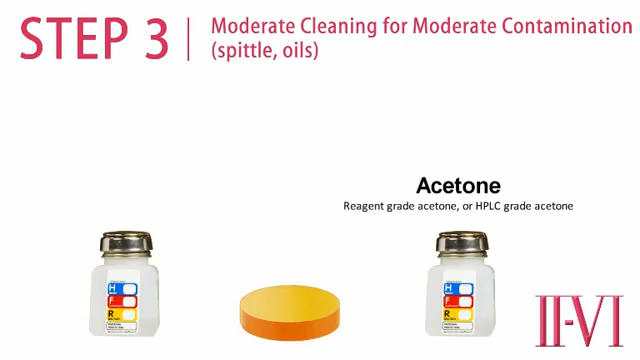 STEP 3
Moderate Cleaning for Moderate Contamination
(spittle, oils)
Acetone
Reagent grade acetone, or HPLC grade acetone
H
F
R
H
F
R
II-VI